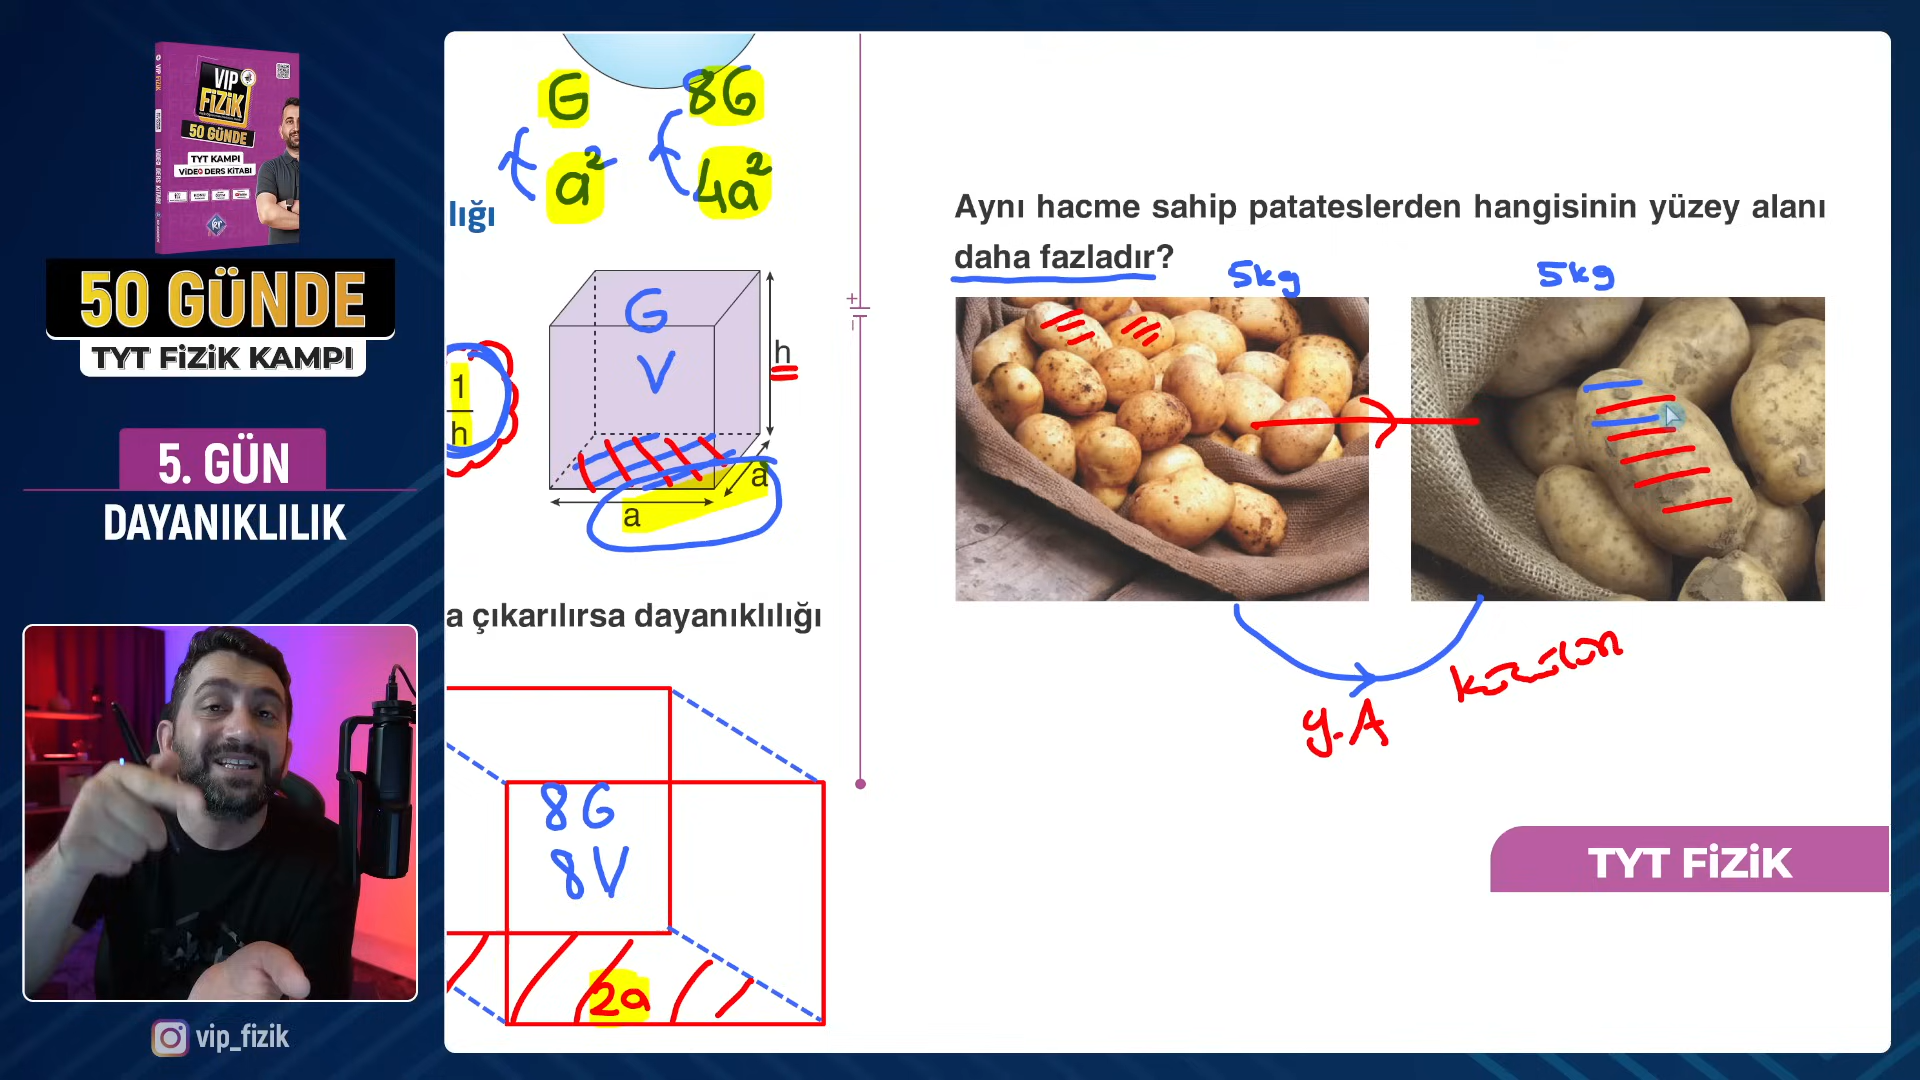 VIP
FİZİK
50 GÜNDE
TYT KAMPI
VİDEO DERS KİTABI
50 GÜNDE
TYT FİZİK KAMPI
5. GÜN
DAYANIKLILIK
vip_fizik
G 8G
a² 4a²
lığı
G
V
h
1
h
a
a
a çıkarılırsa dayanıklılığı
8G
8V
2a
Aynı hacme sahip patateslerden hangisinin yüzey alanı
daha fazladır?
5kg 5kg
y.A
TYT FİZİK